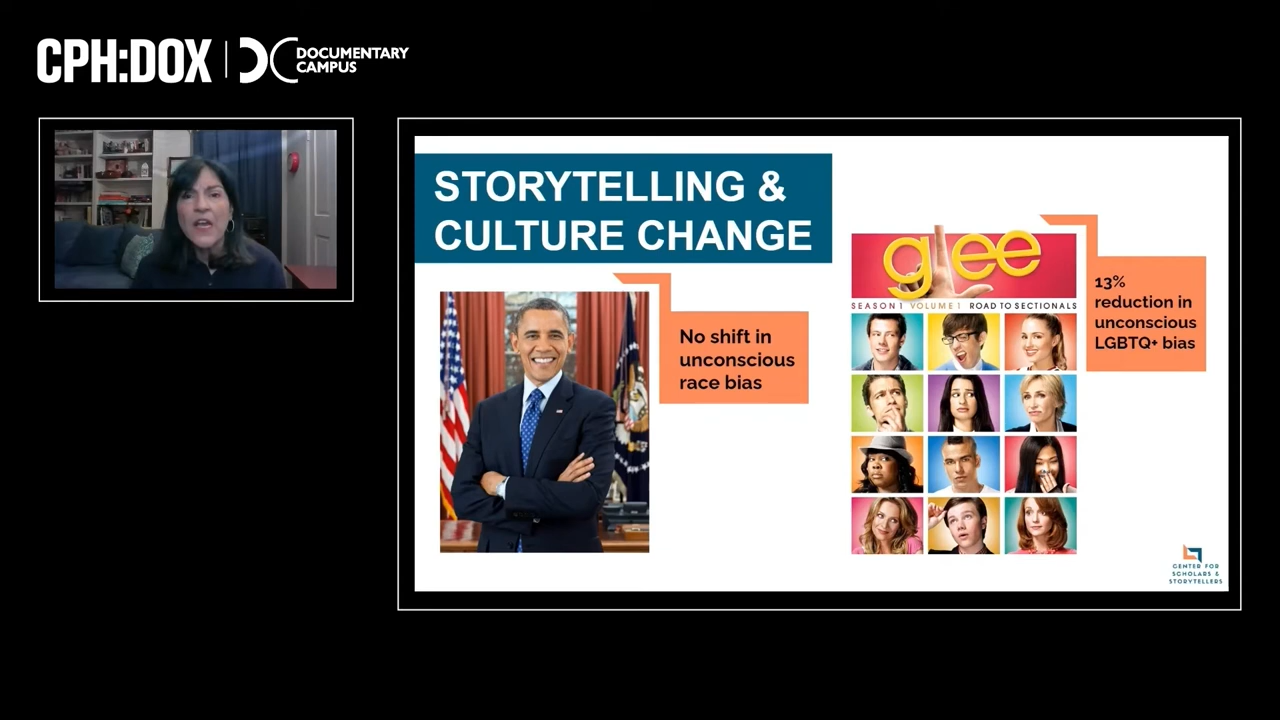 CPH:DOX
DOCUMENTARY
CAMPUS
STORYTELLING &
CULTURE CHANGE
No shift in
unconscious
race bias
glee
SEASON 1 VOLUME 1 ROAD TO SECTIONALS
13%
reduction in
unconscious
LGBTQ+ bias
CENTER FOR
SCHOLARS &
STORYTELLERS